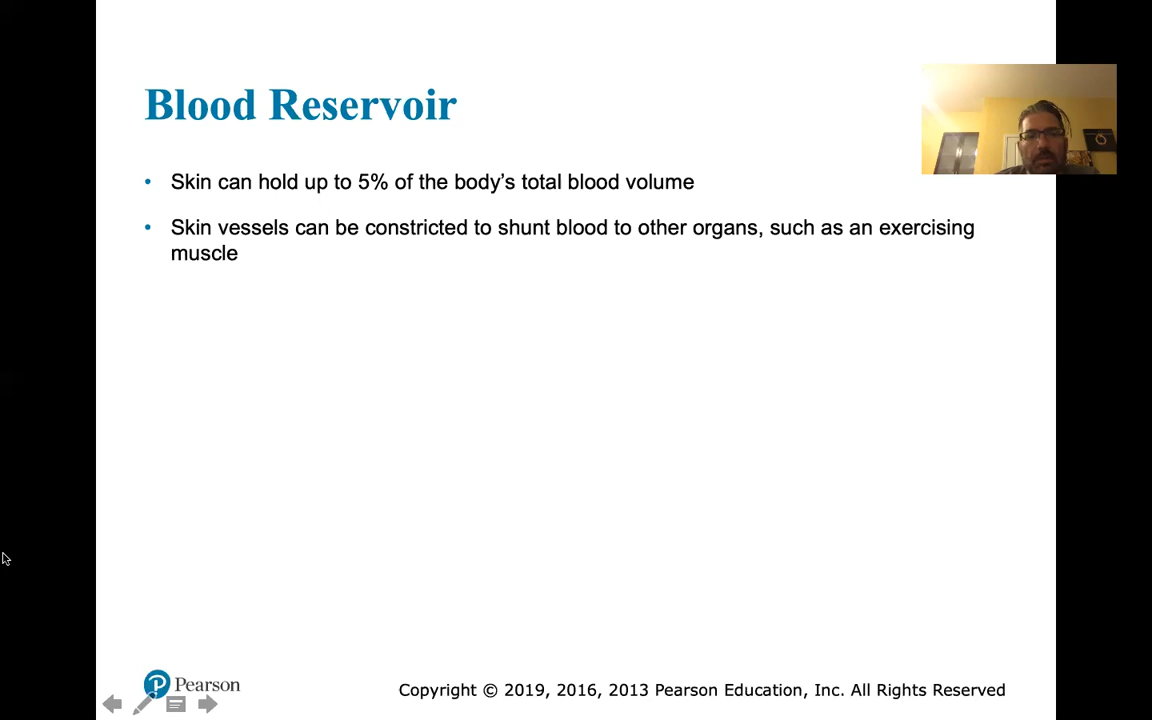 Blood Reservoir
• Skin can hold up to 5% of the body’s total blood volume
• Skin vessels can be constricted to shunt blood to other organs, such as an exercising
muscle
Pearson
Copyright © 2019, 2016, 2013 Pearson Education, Inc. All Rights Reserved